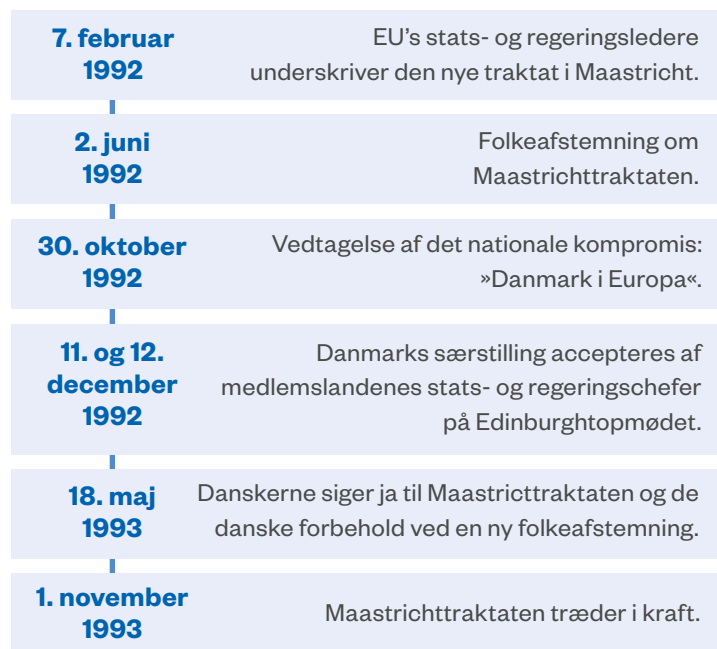 7. februar
1992
EU’s stats- og regeringsledere
underskriver den nye traktat i Maastricht.
2. juni
1992
Folkeafstemning om
Maastrichttraktaten.
30. oktober
1992
Vedtagelse af det nationale kompromis:
»Danmark i Europa«.
11. og 12.
december
1992
Danmarks særstilling accepteres af
medlemslandenes stats- og regeringschefer
på Edinburghtopmødet.
18. maj
1993
Danskerne siger ja til Maastricttraktaten og de
danske forbehold ved en ny folkeafstemning.
1. november
1993
Maastrichttraktaten træder i kraft.